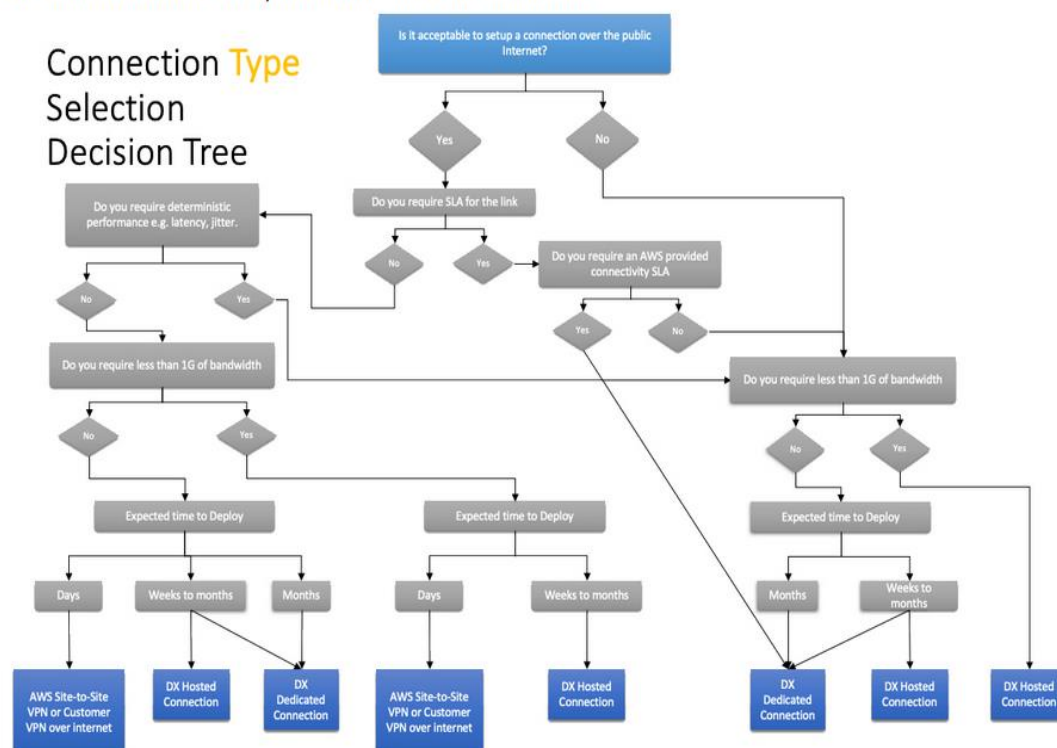 Connection Type
Selection
Decision Tree
Is it acceptable to setup a connection over the public
Internet?
Yes
No
Do you require deterministic
performance e.g. latency, jitter.
Do you require SLA for the link
No
Yes
Do you require an AWS provided
connectivity SLA
No
Yes
Yes
No
Do you require less than 1G of bandwidth
Do you require less than 1G of bandwidth
No
Yes
No
Yes
Expected time to Deploy
Expected time to Deploy
Expected time to Deploy
Days
Weeks to months
Months
Days
Weeks to months
Months
Weeks to
months
AWS Site-to-Site
VPN or Customer
VPN over internet
DX Hosted
Connection
DX
Dedicated
Connection
AWS Site-to-Site
VPN or Customer
VPN over internet
DX Hosted
Connection
DX
Dedicated
Connection
DX Hosted
Connection
DX Hosted
Connection